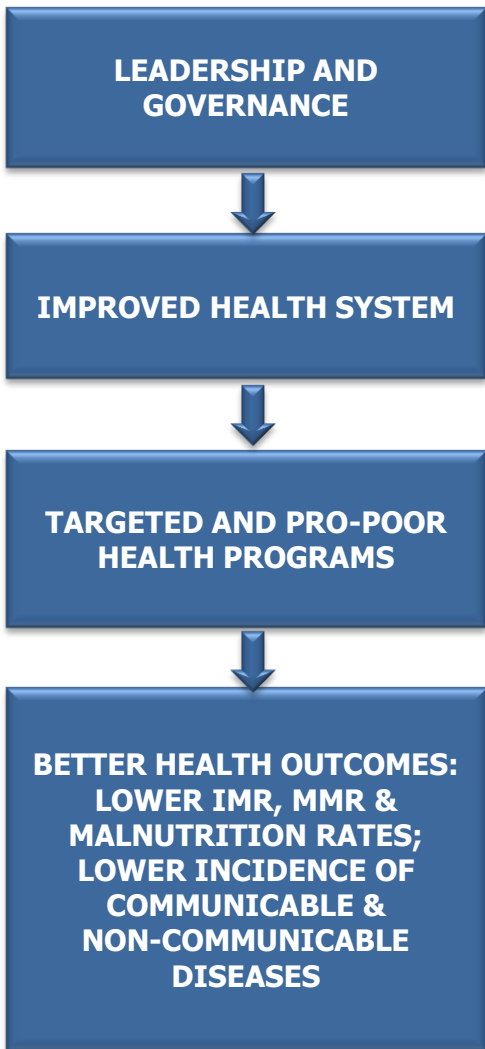 LEADERSHIP AND
GOVERNANCE
IMPROVED HEALTH SYSTEM
TARGETED AND PRO-POOR
HEALTH PROGRAMS
BETTER HEALTH OUTCOMES:
LOWER IMR, MMR &
MALNUTRITION RATES;
LOWER INCIDENCE OF
COMMUNICABLE &
NON-COMMUNICABLE
DISEASES